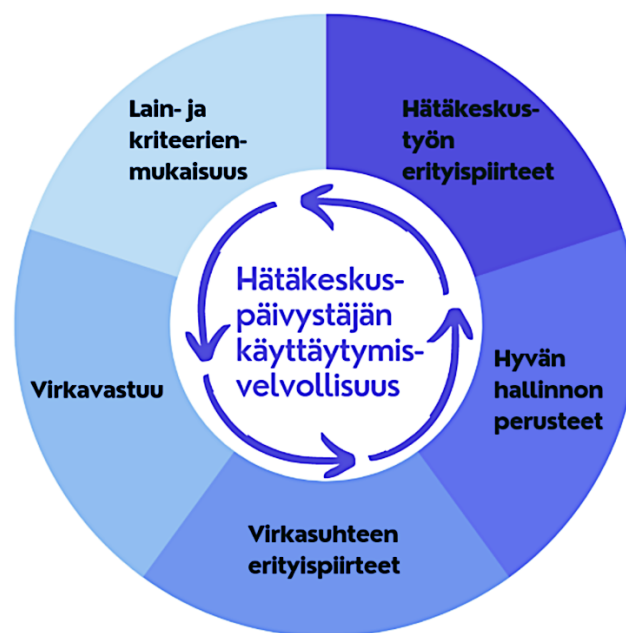 Lain- ja
kriteerien-
mukaisuus
Hätäkeskus-
työn
erityispiirteet
Hätäkeskus-
päivystäjän
käyttäytymis-
velvollisuus
Virkavastuu
Hyvän
hallinnon
perusteet
Virkasuhteen
erityispiirteet